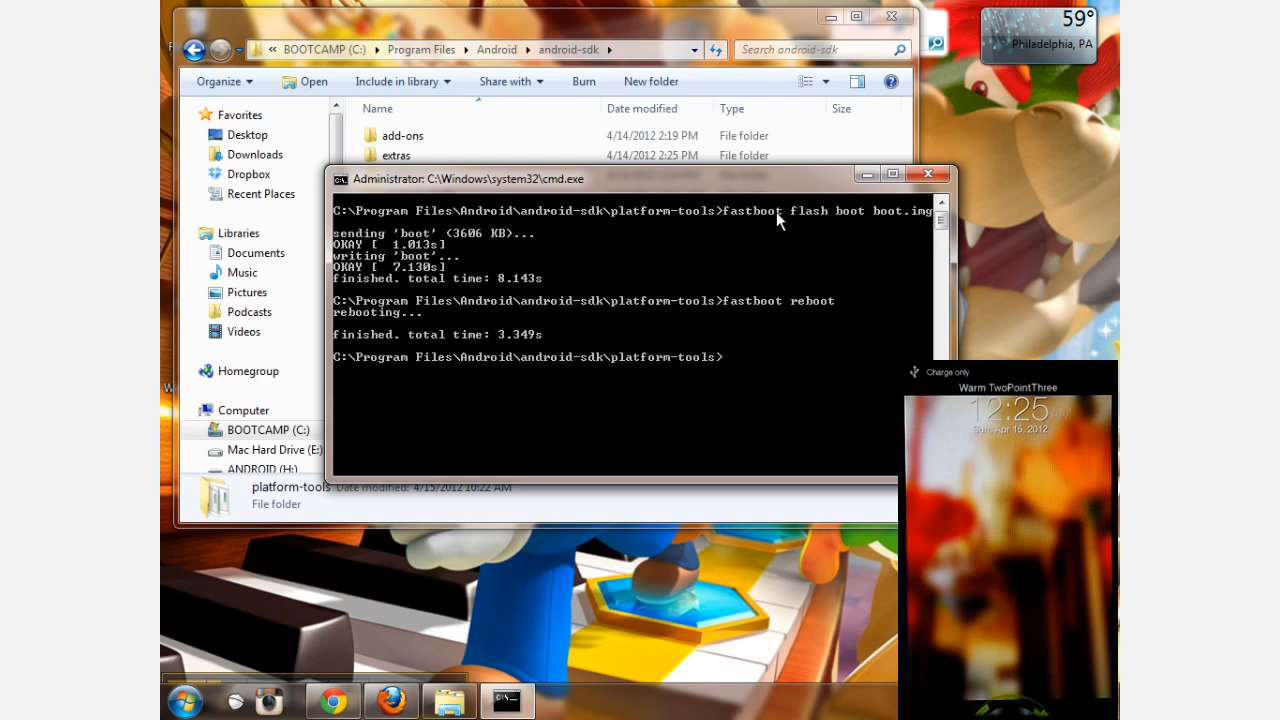 59°
Philadelphia, PA
« BOOTCAMP (C:) Program Files Android android-sdk
Search android-sdk
Organize Open Include in library Share with Burn New folder
Name Date modified Type Size
Favorites
Desktop
Downloads
Dropbox
Recent Places
Libraries
Documents
Music
Pictures
Podcasts
Videos
Homegroup
Computer
BOOTCAMP (C:)
Mac Hard Drive (E:)
ANDROID (H:)
add-ons 4/14/2012 2:19 PM File folder
extras 4/14/2012 2:25 PM File folder
Administrator: C:\Windows\system32\cmd.exe
C:\Program Files\Android\android-sdk\platform-tools>fastboot flash boot boot.img
sending 'boot' (3606 KB)...
OKAY [ 1.013s]
writing 'boot'...
OKAY [ 7.130s]
finished. total time: 8.143s
C:\Program Files\Android\android-sdk\platform-tools>fastboot reboot
rebooting...
finished. total time: 3.349s
C:\Program Files\Android\android-sdk\platform-tools>
platform-tools Date modified: 4/15/2012 10:22 AM
File folder
Charge only
Warm TwoPointThree
12:25
Sun, Apr 15, 2012
C:\_